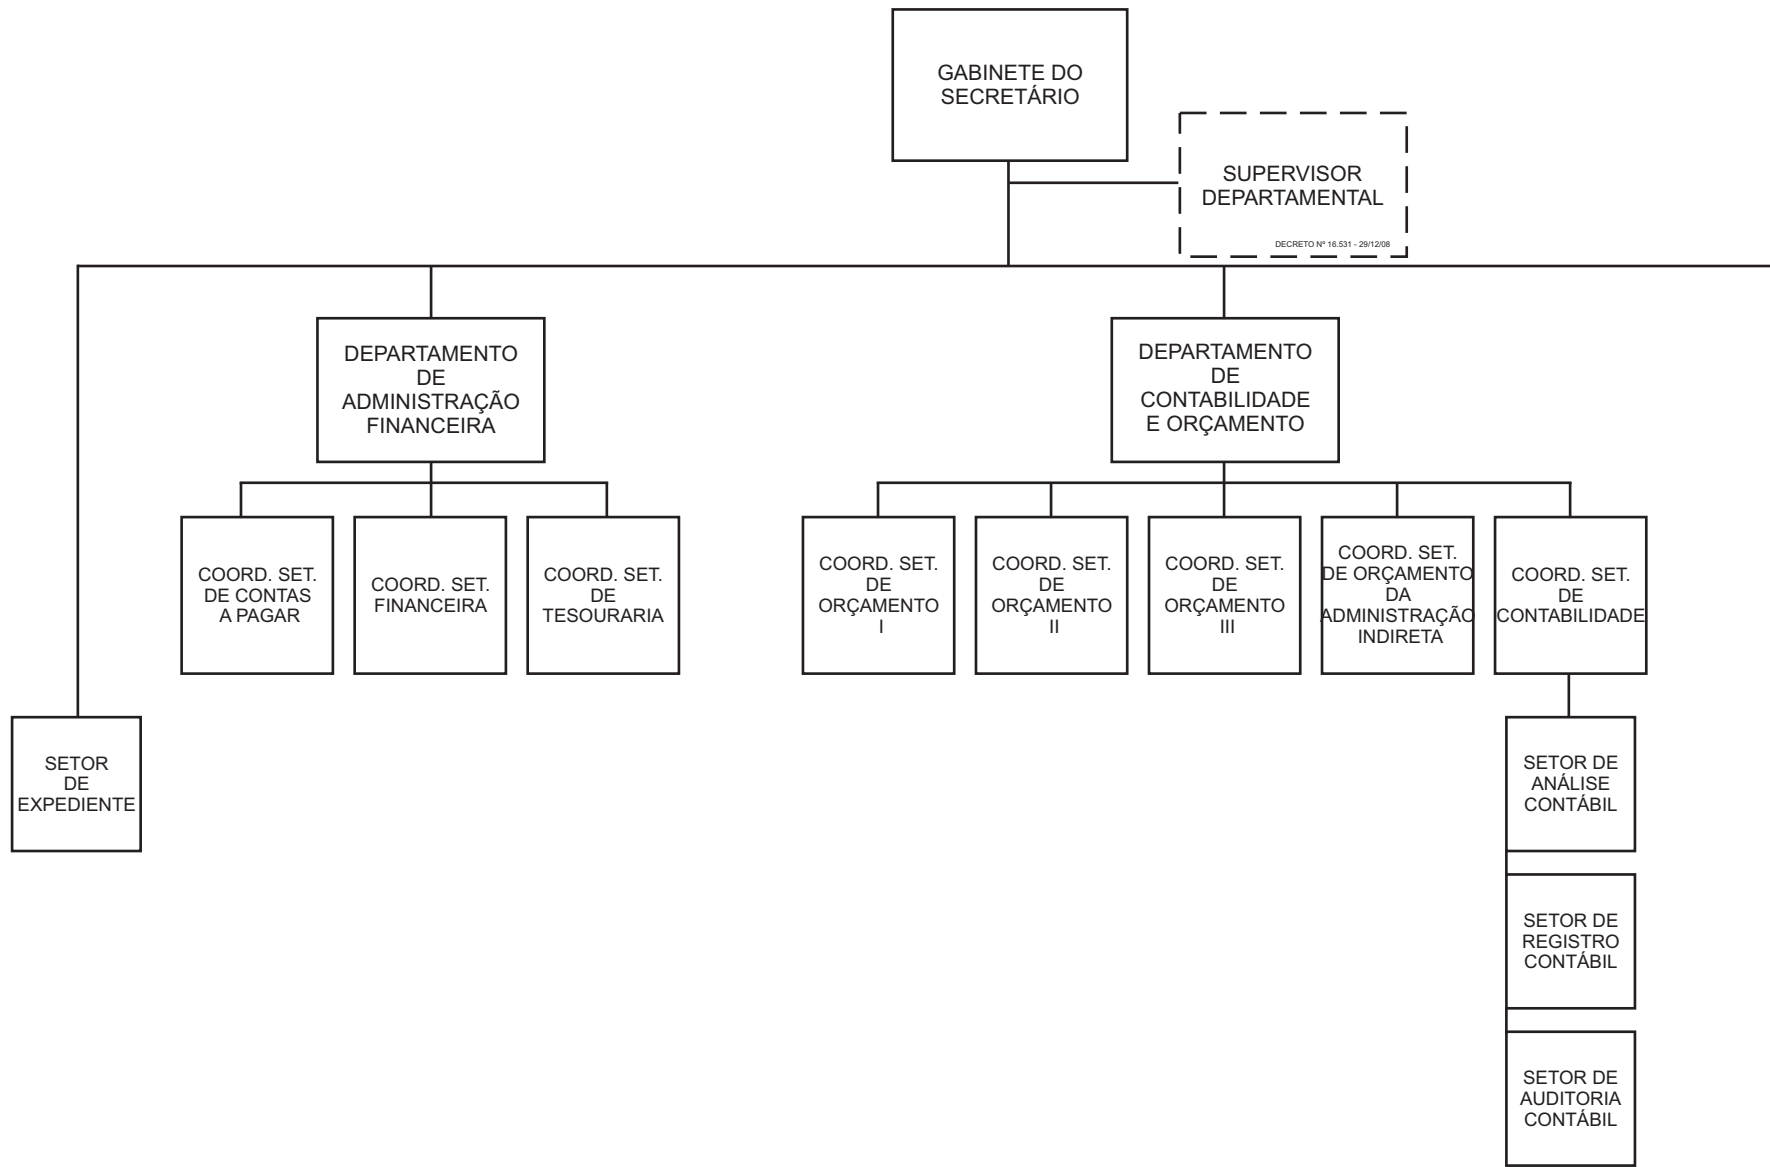 GABINETE DO
SECRETÁRIO
SUPERVISOR
DEPARTAMENTAL
DECRETO Nº 16.531 - 29/12/08
DEPARTAMENTO
DE
ADMINISTRAÇÃO
FINANCEIRA
DEPARTAMENTO
DE
CONTABILIDADE
E ORÇAMENTO
COORD. SET.
DE CONTAS
A PAGAR
COORD. SET.
FINANCEIRA
COORD. SET.
DE
TESOURARIA
COORD. SET.
DE
ORÇAMENTO
I
COORD. SET.
DE
ORÇAMENTO
II
COORD. SET.
DE
ORÇAMENTO
III
COORD. SET.
DE ORÇAMENTO
DA
ADMINISTRAÇÃO
INDIRETA
COORD. SET.
DE
CONTABILIDADE
SETOR
DE
EXPEDIENTE
SETOR DE
ANÁLISE
CONTÁBIL
SETOR DE
REGISTRO
CONTÁBIL
SETOR DE
AUDITORIA
CONTÁBIL